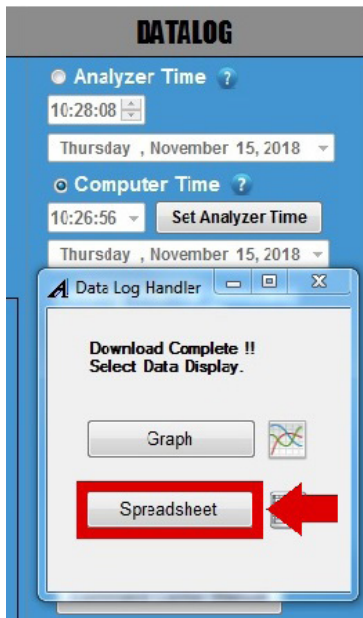 DATALOG
Analyzer Time ?
10:28:08
Thursday , November 15, 2018
Computer Time ?
10:26:56 Set Analyzer Time
Thursday , November 15, 2018
Data Log Handler
Download Complete !!
Select Data Display.
Graph
Spreadsheet